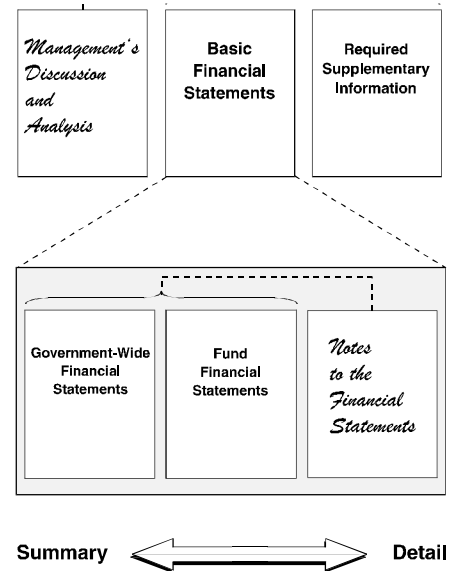 Management's
Discussion
and
Analysis
Basic
Financial
Statements
Required
Supplementary
Information
Government-Wide
Financial
Statements
Fund
Financial
Statements
Notes
to the
Financial
Statements
Summary
Detail